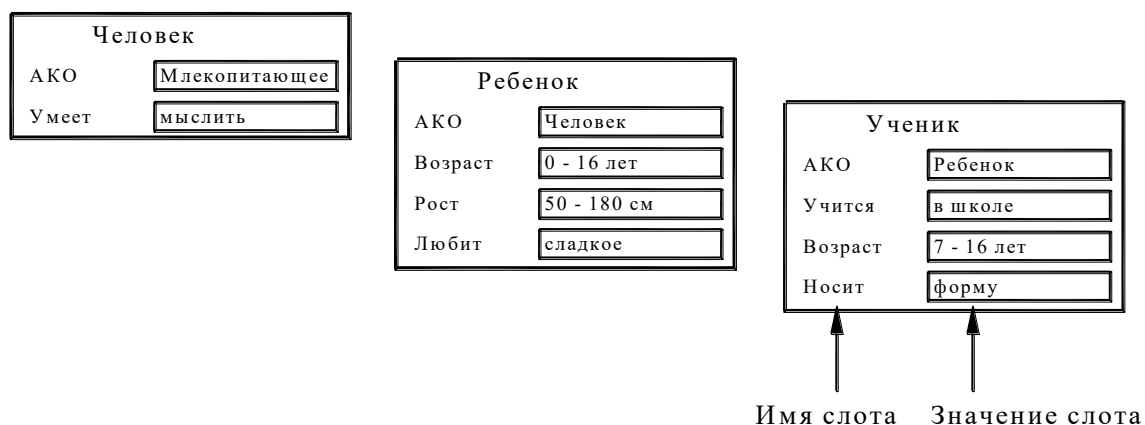 Человек
АКО Млекопитающее
Умеет мыслить
Ребенок
АКО Человек
Возраст 0 - 16 лет
Рост 50 - 180 см
Любит сладкое
Ученик
АКО Ребенок
Учится в школе
Возраст 7 - 16 лет
Носит форму
Имя слота Значение слота